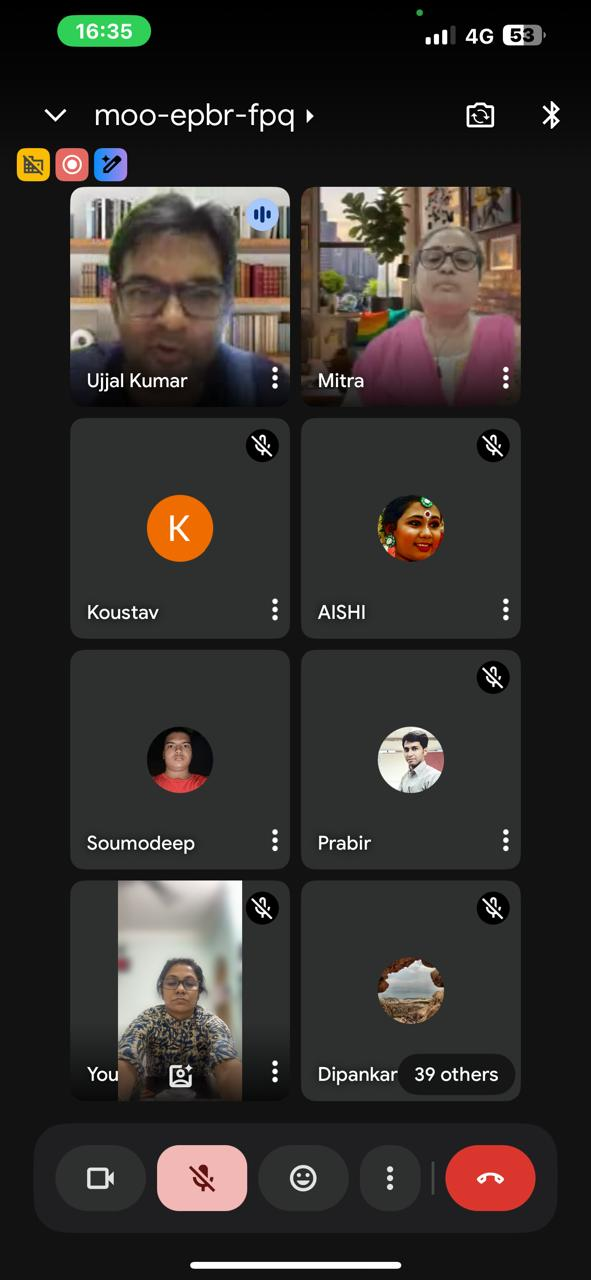 16:35
4G 53
moo-epbr-fpq
Ujjal Kumar
Mitra
K
Koustav
AISHI
Soumodeep
Prabir
You
Dipankar
39 others